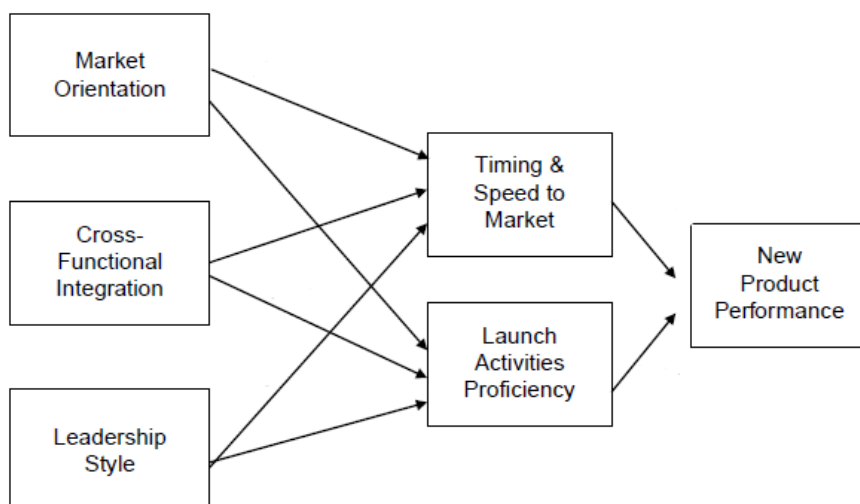 Market
Orientation
Cross-
Functional
Integration
Leadership
Style
Timing &
Speed to
Market
Launch
Activities
Proficiency
New
Product
Performance